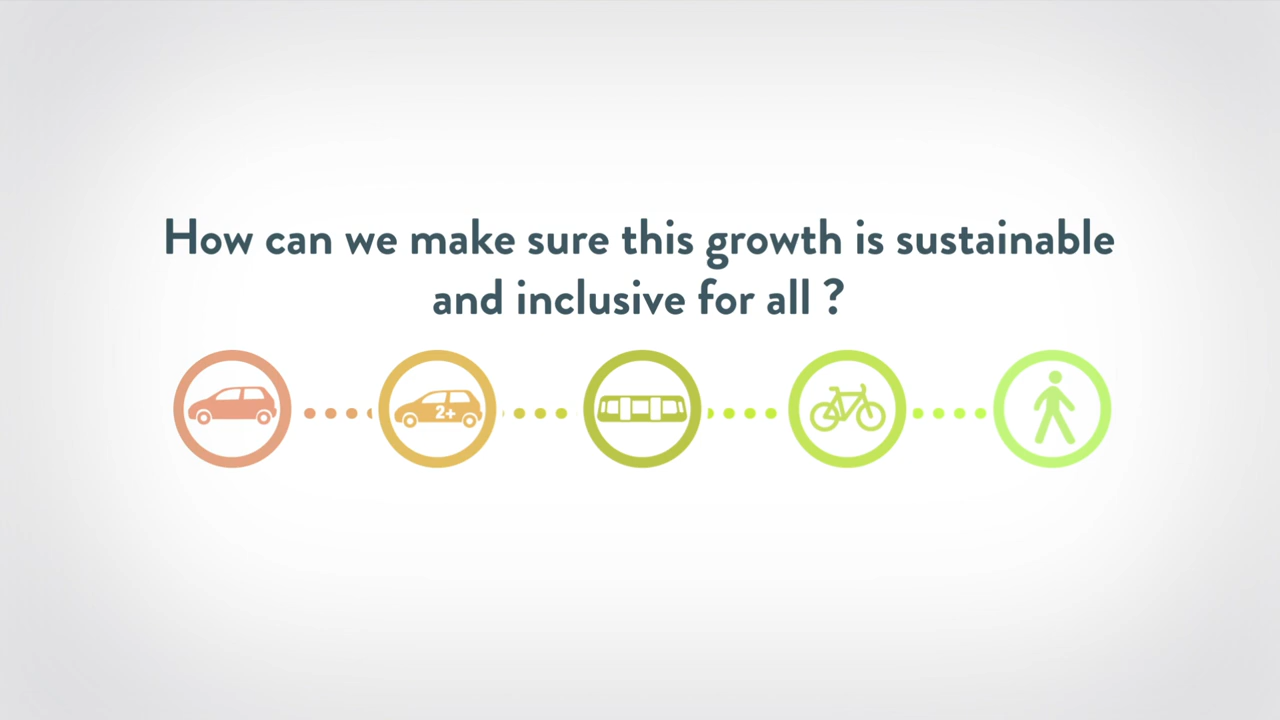 How can we make sure this growth is sustainable
and inclusive for all ?
2+